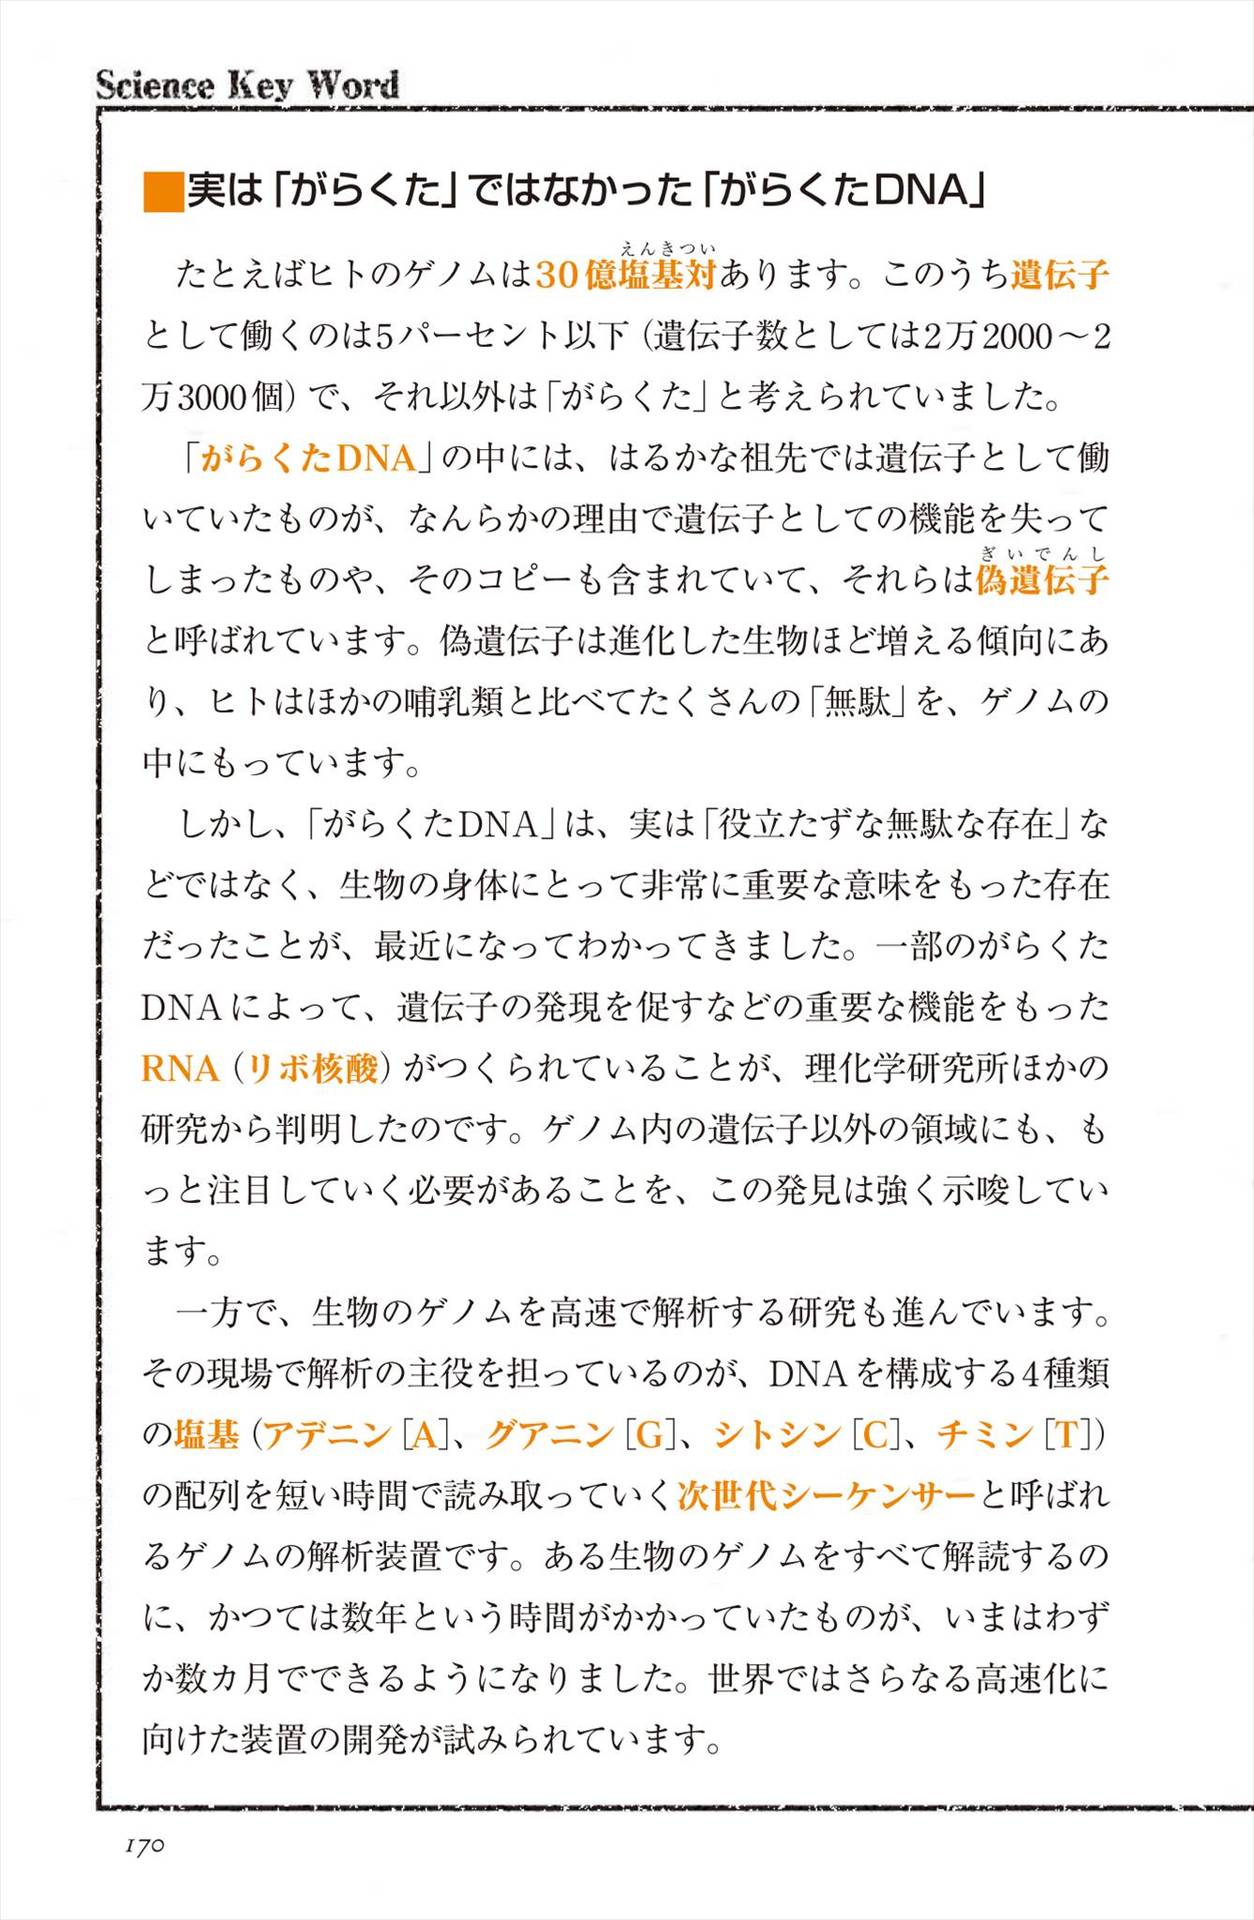 Science Key Word
■実は「がらくた」ではなかった「がらくたDNA」
えんきつい
たとえばヒトのゲノムは30億塩基対あります。このうち遺伝子
として働くのは5パーセント以下（遺伝子数としては2万2000～2
万3000個）で、それ以外は「がらくた」と考えられていました。
「がらくたDNA」の中には、はるかな祖先では遺伝子として働
いていたものが、なんらかの理由で遺伝子としての機能を失って
ぎいでんし
しまったものや、そのコピーも含まれていて、それらは偽遺伝子
と呼ばれています。偽遺伝子は進化した生物ほど増える傾向にあ
り、ヒトはほかの哺乳類と比べてたくさんの「無駄」を、ゲノムの
中にもっています。
しかし、「がらくたDNA」は、実は「役立たずな無駄な存在」な
どではなく、生物の身体にとって非常に重要な意味をもった存在
だったことが、最近になってわかってきました。一部のがらくた
DNAによって、遺伝子の発現を促すなどの重要な機能をもった
RNA（リボ核酸）がつくられていることが、理化学研究所ほかの
研究から判明したのです。ゲノム内の遺伝子以外の領域にも、も
っと注目していく必要があることを、この発見は強く示唆してい
ます。
一方で、生物のゲノムを高速で解析する研究も進んでいます。
その現場で解析の主役を担っているのが、DNAを構成する4種類
の塩基（アデニン［A］、グアニン［G］、シトシン［C］、チミン［T］）
の配列を短い時間で読み取っていく次世代シーケンサーと呼ばれ
るゲノムの解析装置です。ある生物のゲノムをすべて解読するの
に、かつては数年という時間がかかっていたものが、いまはわず
か数カ月でできるようになりました。世界ではさらなる高速化に
向けた装置の開発が試みられています。
170